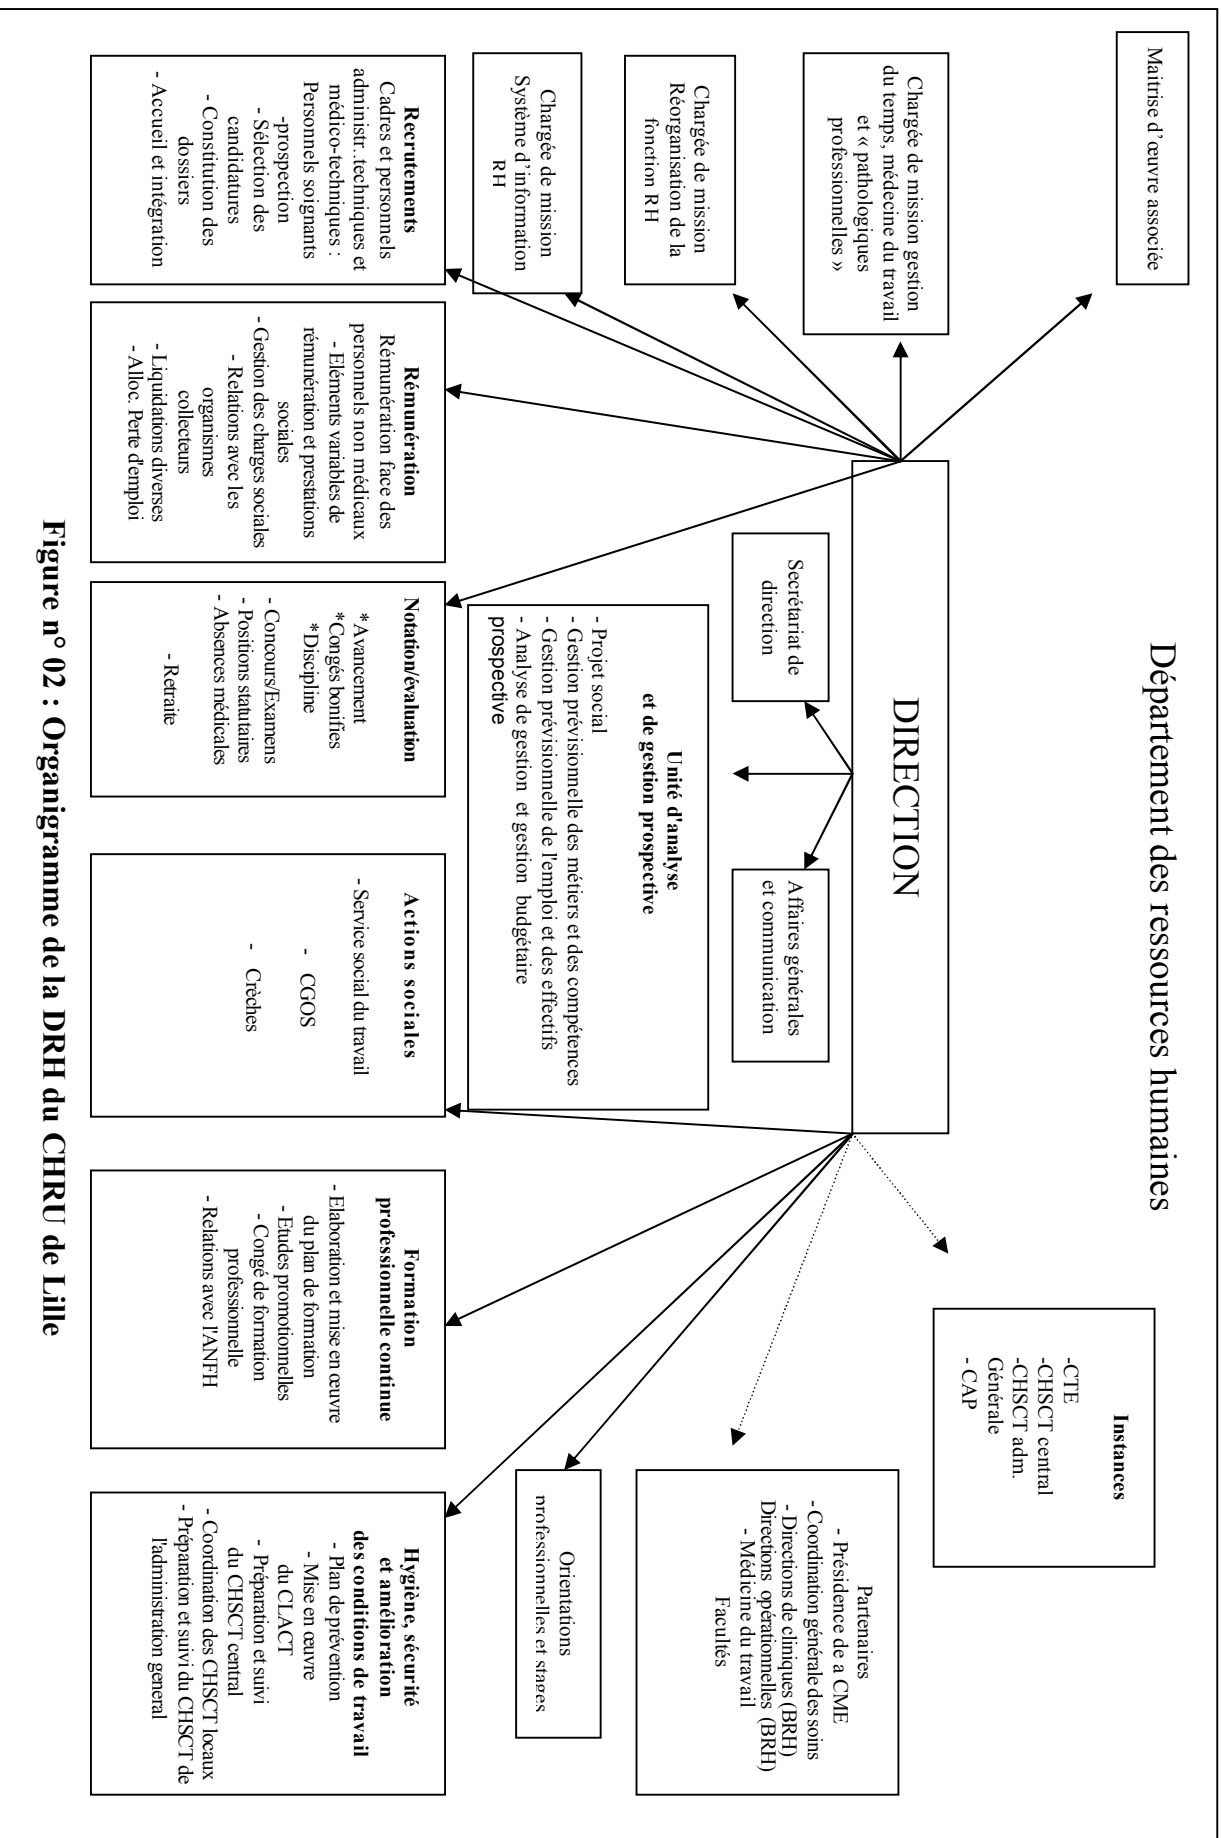 Département des ressources humaines
Maitrise d'œuvre associée
Chargée de mission gestion
du temps, médecine du travail
et « pathologiques
professionnelles »
Chargée de mission
Réorganisation de la
fonction RH
Chargée de mission
Système d'information
RH
DIRECTION
Secrétariat de
direction
Affaires générales
et communication
Unité d'analyse
et de gestion prospective
- Projet social
- Gestion prévisionnelle des métiers et des compétences
- Gestion prévisionnelle de l'emploi et des effectifs
- Analyse de gestion et gestion budgétaire
prospective
Instances
-CTE
-CHSCT central
-CHSCT adm.
Générale
- CAP
Partenaires
- Présidence de a CME
- Coordination générale des soins
- Directions de cliniques (BRH)
Directions opérationnelles (BRH)
- Médicine du travail
Facultés
Orientations
professionnelles et stages
Recrutements
Cadres et personnels
administr..techniques et
médico-techniques :
Personnels soignants
-prospection
- Sélection des
candidatures
- Constitution des
dossiers
- Accueil et intégration
Rémunération
Rémunération face des
personnels non médicaux
- Eléments variables de
rémunération et prestations
sociales
- Gestion des charges sociales
- Relations avec les
organismes
collecteurs
- Liquidations diverses
- Alloc. Perte d'emploi
Notation/évaluation
*Avancement
*Congés bonifies
*Discipline
- Concours/Examens
- Positions statutaires
- Absences médicales
- Retraite
Actions sociales
- Service social du travail
- CGOS
- Crèches
Formation
professionnelle continue
- Elaboration et mise en œuvre
du plan de formation
- Etudes promotionnelles
- Congé de formation
professionnelle
- Relations avec l'ANFH
Hygiène, sécurité
et amélioration
des conditions de travail
- Plan de prévention
- Mise en œuvre
du CLACT
- Préparation et suivi
du CHSCT central
- Coordination des CHSCT locaux
- Préparation et suivi du CHSCT de
l'administration general
Figure n° 02 : Organigramme de la DRH du CHRU de Lille